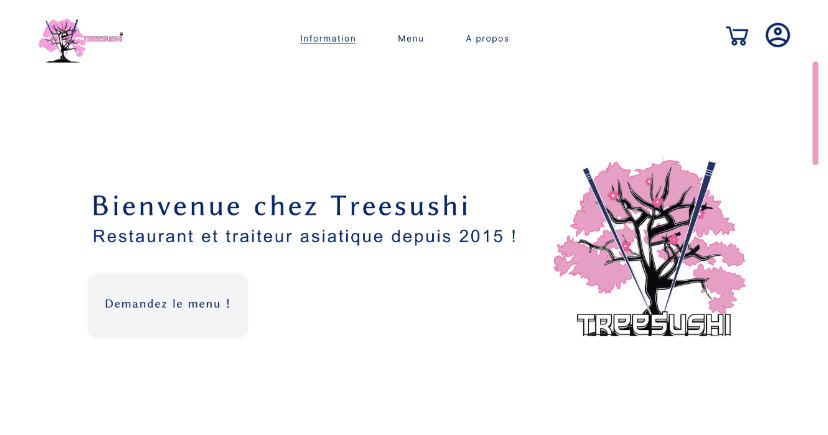 TREESUSHI
Information
Menu
A propos
Bienvenue chez Treesushi
Restaurant et traiteur asiatique depuis 2015 !
Demandez le menu !
TREESUSHI